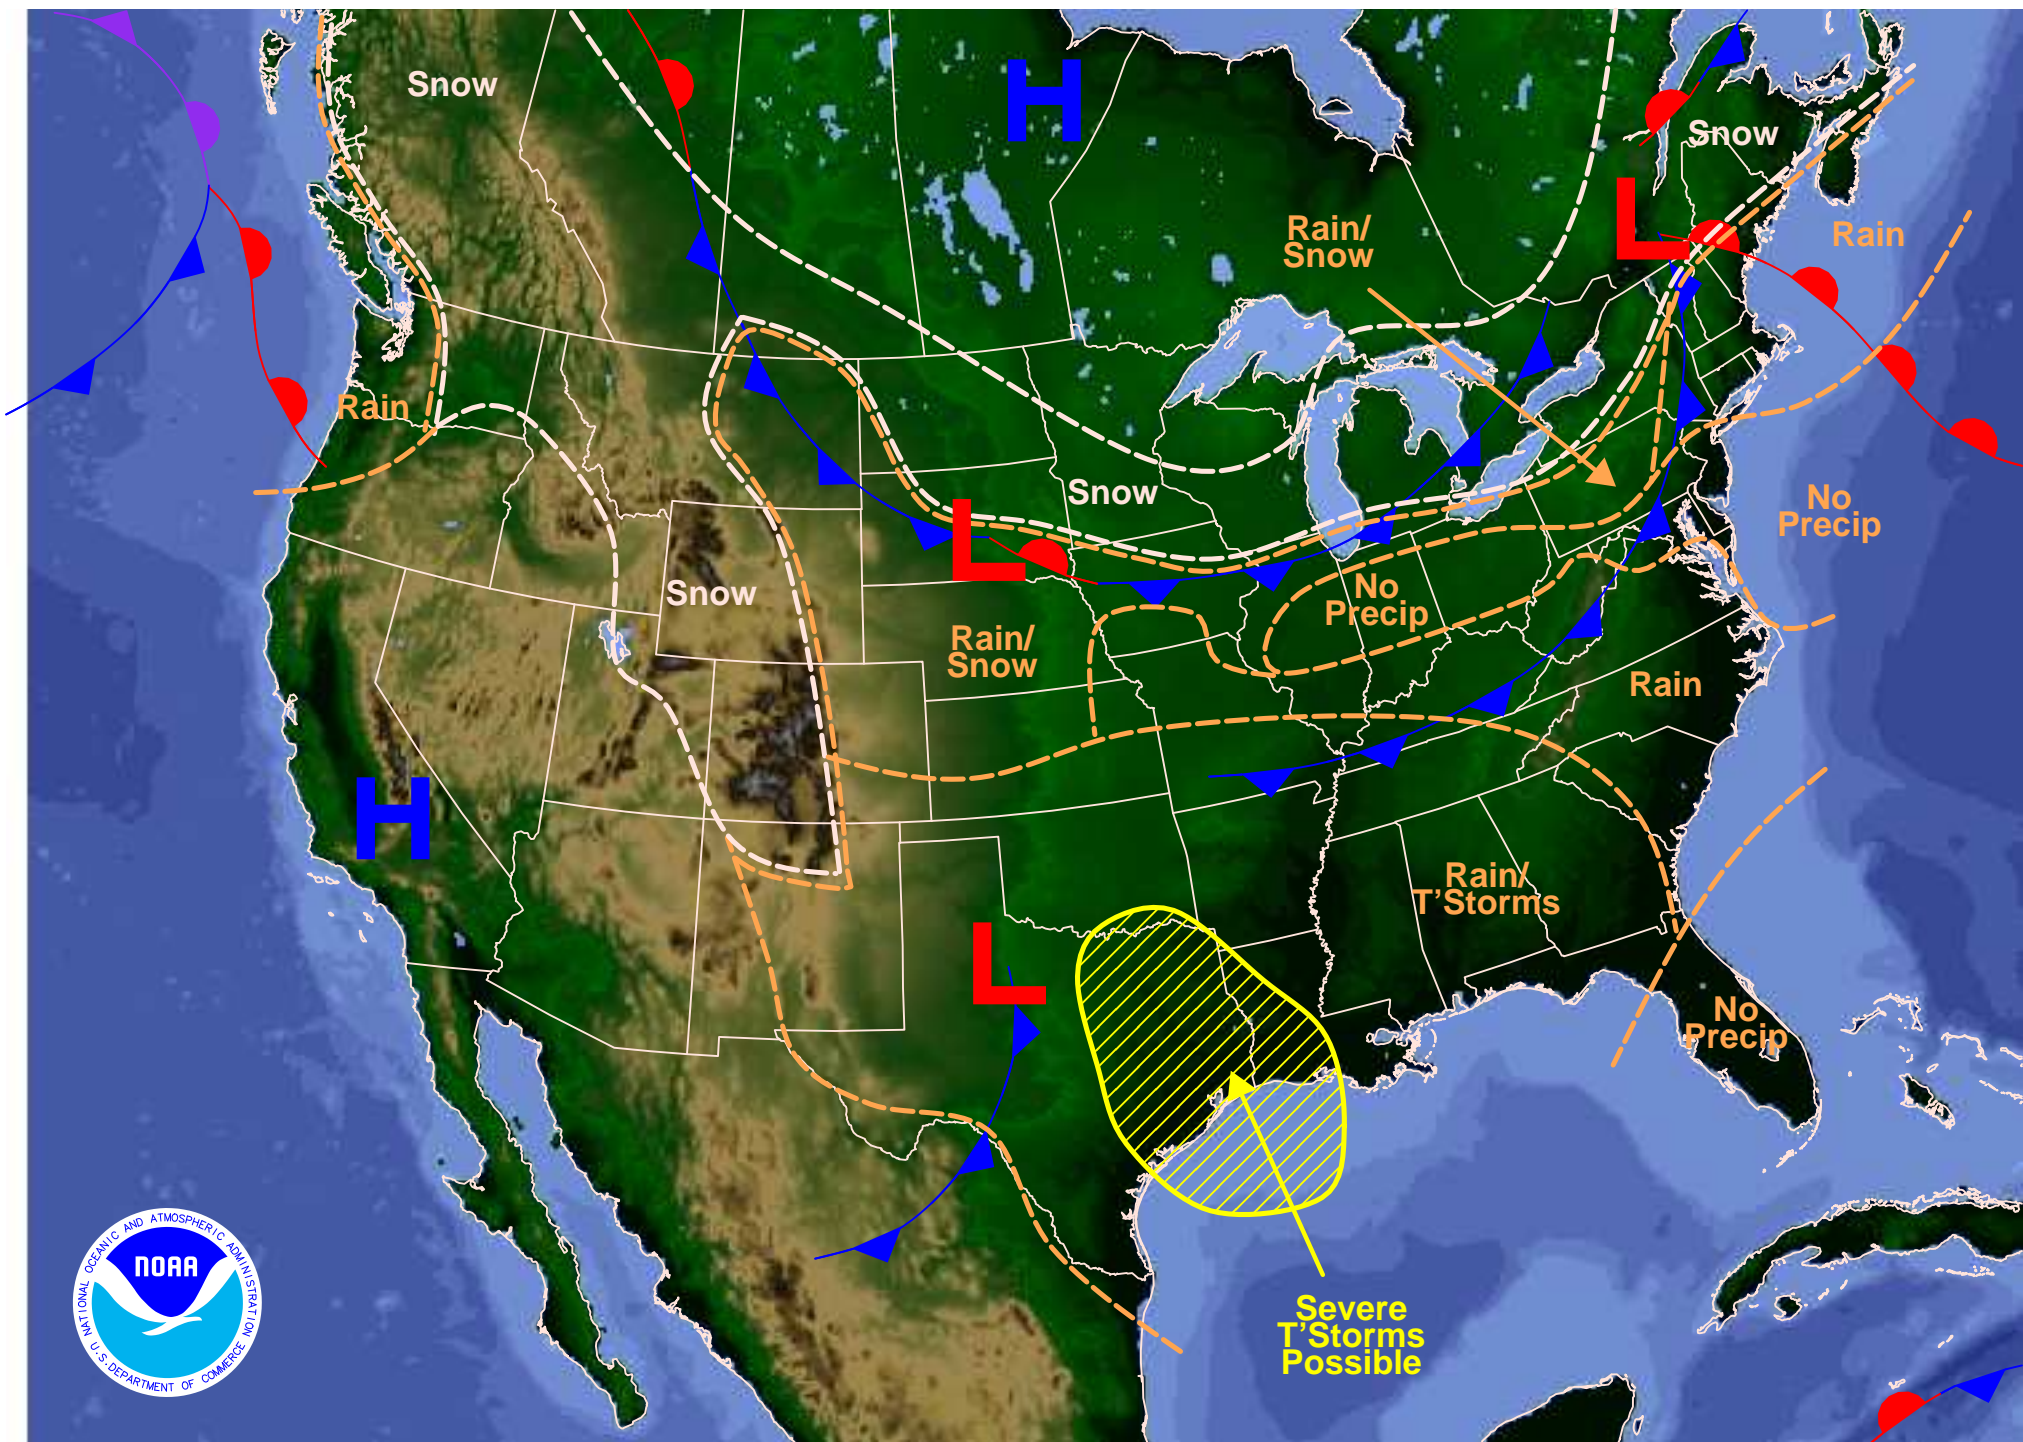 Snow
H
Snow
L
Rain/
Snow
Rain
Rain
Snow
L
No
Precip
Snow
No
Precip
Rain/
Snow
Rain
H
Rain/
T'Storms
L
No
Precip
Severe
T'Storms
Possible
NATIONAL OCEANIC AND ATMOSPHERIC ADMINISTRATION
NOAA
U.S. DEPARTMENT OF COMMERCE